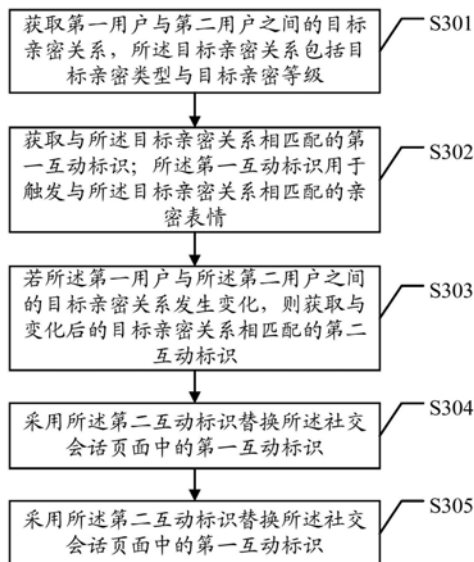 获取第一用户与第二用户之间的目标
亲密关系，所述目标亲密关系包括目
标亲密类型与目标亲密等级
S301
获取与所述目标亲密关系相匹配的第
一互动标识；所述第一互动标识用于
触发与所述目标亲密关系相匹配的亲
密表情
S302
若所述第一用户与所述第二用户之间
的目标亲密关系发生变化，则获取与
变化后的目标亲密关系相匹配的第二
互动标识
S303
采用所述第二互动标识替换所述社交
会话页面中的第一互动标识
S304
采用所述第二互动标识替换所述社交
会话页面中的第一互动标识
S305